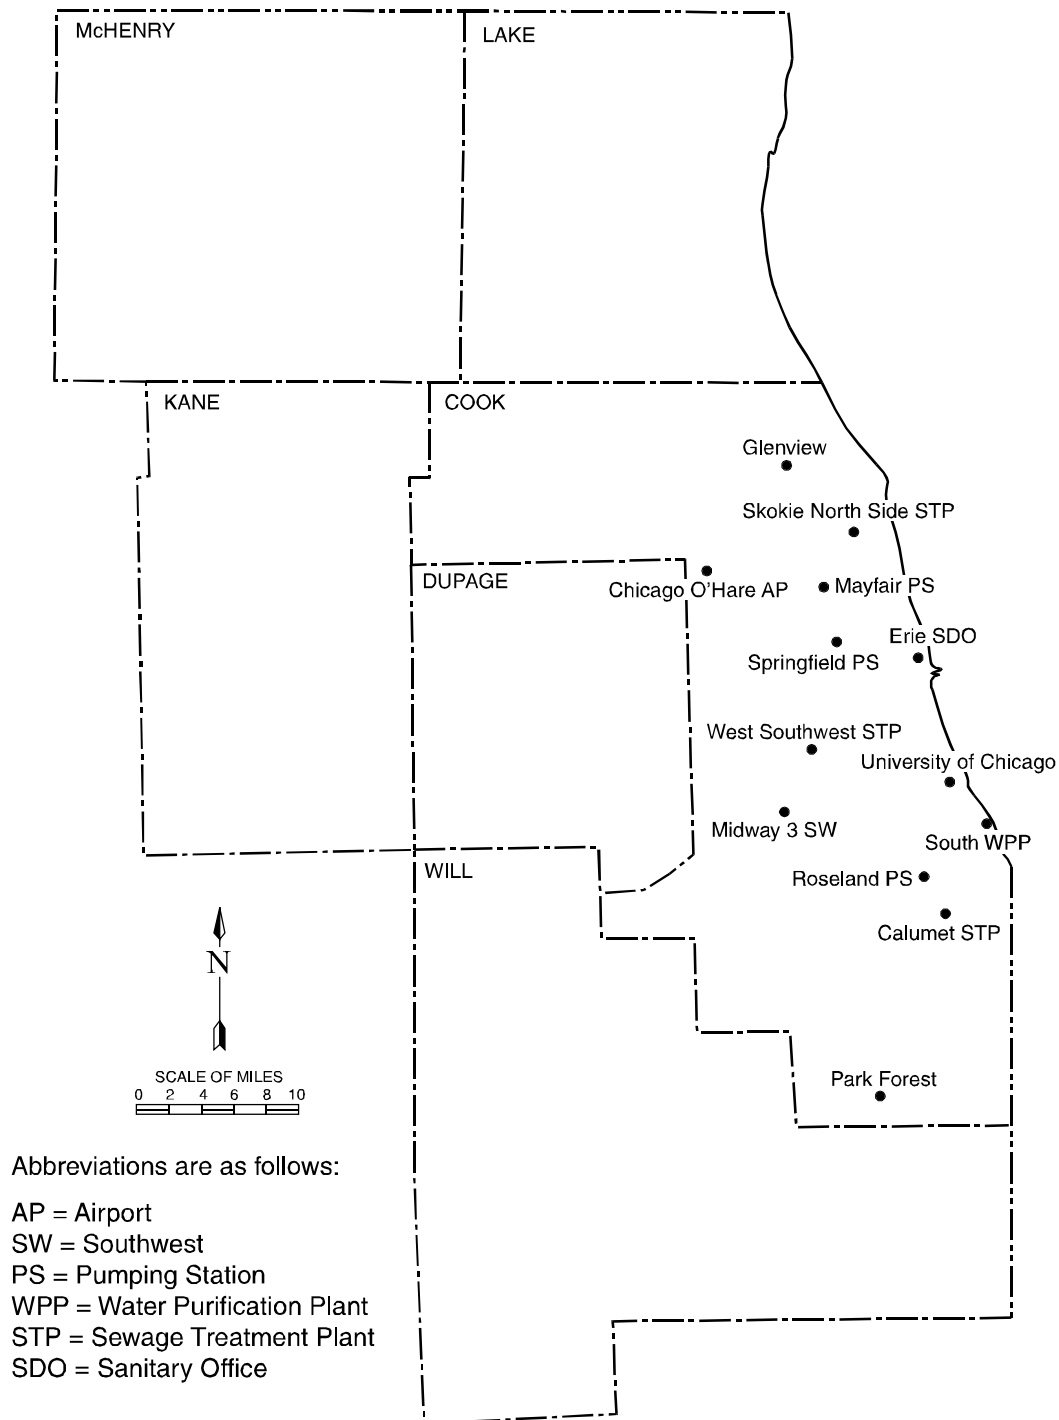 McHENRY
LAKE
KANE
COOK
Glenview
Skokie North Side STP
DUPAGE
Chicago O'Hare AP
Mayfair PS
Erie SDO
Springfield PS
West Southwest STP
University of Chicago
Midway 3 SW
South WPP
WILL
Roseland PS
Calumet STP
N
SCALE OF MILES
0 2 4 6 8 10
Park Forest
Abbreviations are as follows:
AP = Airport
SW = Southwest
PS = Pumping Station
WPP = Water Purification Plant
STP = Sewage Treatment Plant
SDO = Sanitary Office